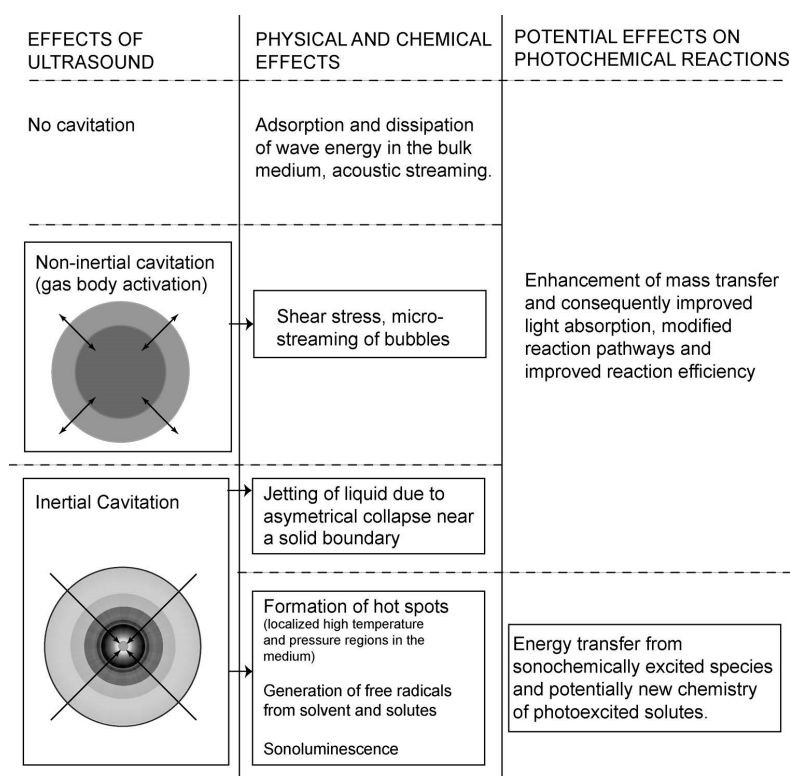 EFFECTS OF
ULTRASOUND
PHYSICAL AND CHEMICAL
EFFECTS
POTENTIAL EFFECTS ON
PHOTOCHEMICAL REACTIONS
No cavitation
Adsorption and dissipation
of wave energy in the bulk
medium, acoustic streaming.
Non-inertial cavitation
(gas body activation)
Shear stress, micro-
streaming of bubbles
Enhancement of mass transfer
and consequently improved
light absorption, modified
reaction pathways and
improved reaction efficiency
Inertial Cavitation
Jetting of liquid due to
asymetrical collapse near
a solid boundary
Formation of hot spots
(localized high temperature
and pressure regions in the
medium)
Generation of free radicals
from solvent and solutes
Sonoluminescence
Energy transfer from
sonochemically excited species
and potentially new chemistry
of photoexcited solutes.